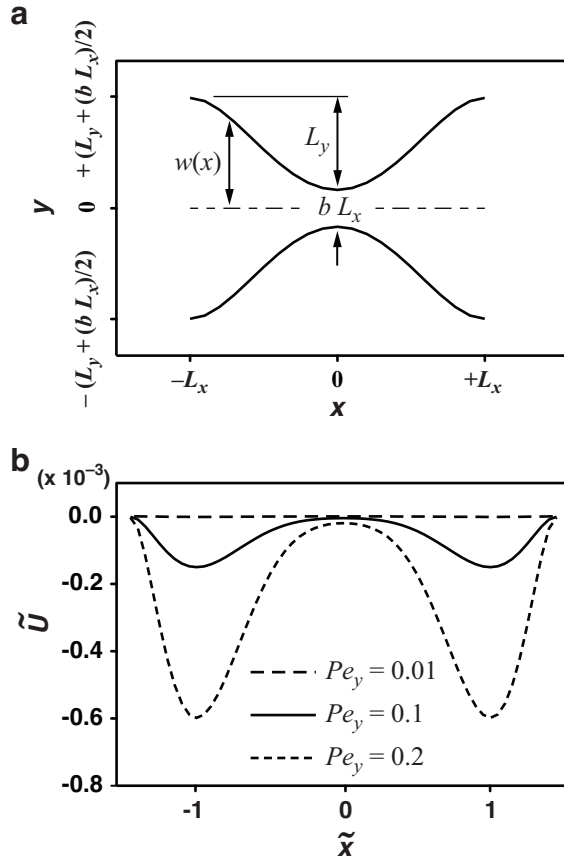 a
y
+ (L_y + (b L_x)/2)
0
− (L_y + (b L_x)/2)
w(x)
L_y
b L_x
−L_x
0
+L_x
x
b
(x 10⁻³)
0.0
-0.2
-0.4
-0.6
-0.8
Ũ
Pe_y = 0.01
Pe_y = 0.1
Pe_y = 0.2
-1
0
1
x̃